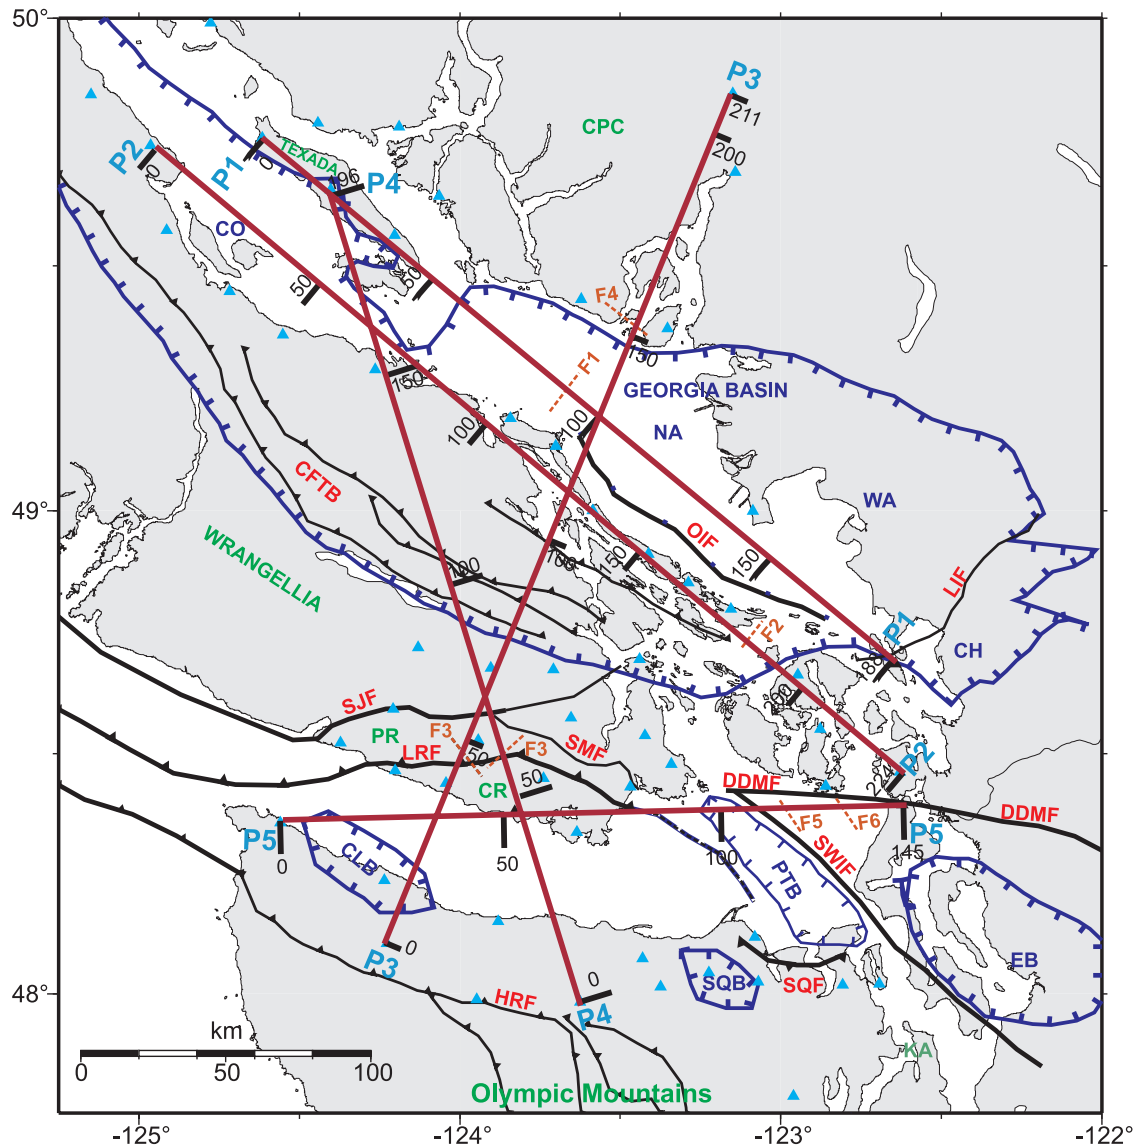 50°
P3
211
200
CPC
P2
0
P1
0
TEXADA
96
P4
CO
50
50
F4
150
F1
GEORGIA BASIN
150
100
100
NA
CFTB
WA
49°
OIF
WRANGELLIA
100
100
150
150
LIF
F2
P1
CH
188
200
SJF
PR
F3
F3
SMF
LRF
50
CR
50
P2
224
DDMF
DDMF
P5
0
50
100
F5
F6
P5
145
SWIF
CLB
PTB
P3
0
EB
48°
HRF
0
P4
SQB
SQF
km
KA
0
50
100
Olympic Mountains
-125°
-124°
-123°
-122°